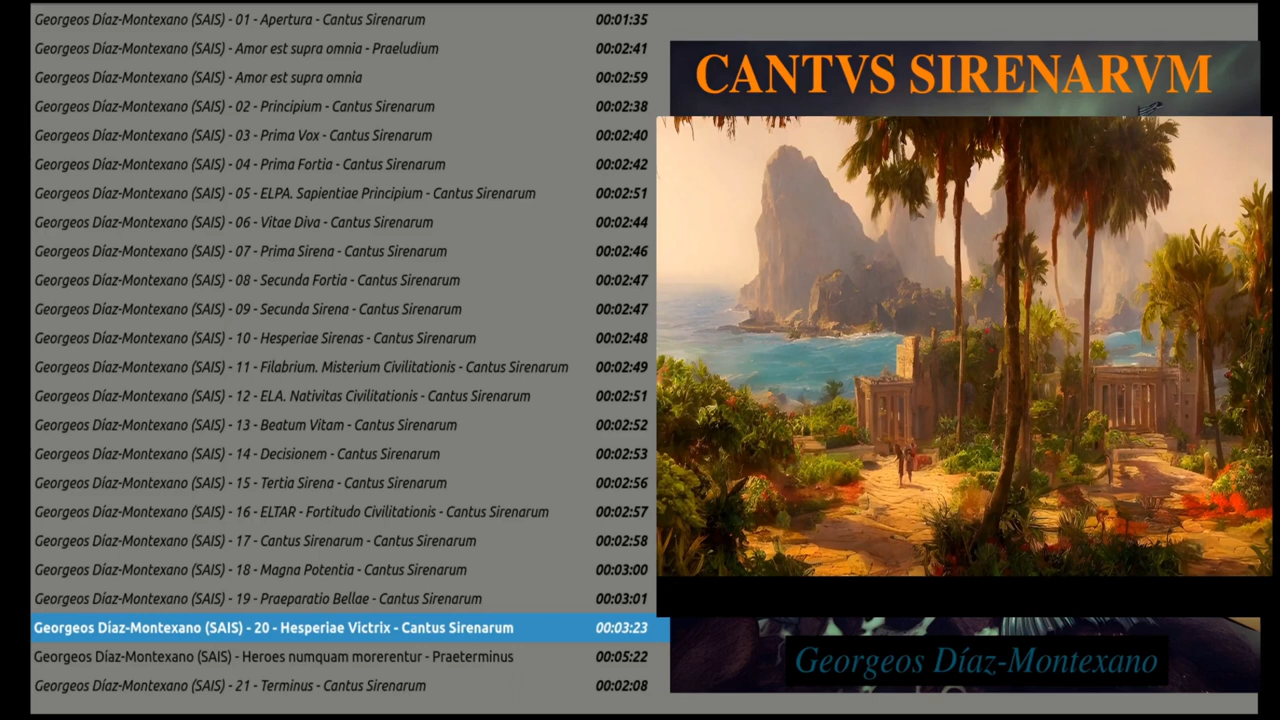 Georgeos Díaz-Montexano (SAIS) - 01 - Apertura - Cantus Sirenarum 00:01:35
Georgeos Díaz-Montexano (SAIS) - Amor est supra omnia - Praeludium 00:02:41
Georgeos Díaz-Montexano (SAIS) - Amor est supra omnia 00:02:59
Georgeos Díaz-Montexano (SAIS) - 02 - Principium - Cantus Sirenarum 00:02:38
Georgeos Díaz-Montexano (SAIS) - 03 - Prima Vox - Cantus Sirenarum 00:02:40
Georgeos Díaz-Montexano (SAIS) - 04 - Prima Fortia - Cantus Sirenarum 00:02:42
Georgeos Díaz-Montexano (SAIS) - 05 - ELPA. Sapientiae Principium - Cantus Sirenarum 00:02:51
Georgeos Díaz-Montexano (SAIS) - 06 - Vitae Diva - Cantus Sirenarum 00:02:44
Georgeos Díaz-Montexano (SAIS) - 07 - Prima Sirena - Cantus Sirenarum 00:02:46
Georgeos Díaz-Montexano (SAIS) - 08 - Secunda Fortia - Cantus Sirenarum 00:02:47
Georgeos Díaz-Montexano (SAIS) - 09 - Secunda Sirena - Cantus Sirenarum 00:02:47
Georgeos Díaz-Montexano (SAIS) - 10 - Hesperiae Sirenas - Cantus Sirenarum 00:02:48
Georgeos Díaz-Montexano (SAIS) - 11 - Filabrium. Misterium Civilitationis - Cantus Sirenarum 00:02:49
Georgeos Díaz-Montexano (SAIS) - 12 - ELA. Nativitas Civilitationis - Cantus Sirenarum 00:02:51
Georgeos Díaz-Montexano (SAIS) - 13 - Beatum Vitam - Cantus Sirenarum 00:02:52
Georgeos Díaz-Montexano (SAIS) - 14 - Decisionem - Cantus Sirenarum 00:02:53
Georgeos Díaz-Montexano (SAIS) - 15 - Tertia Sirena - Cantus Sirenarum 00:02:56
Georgeos Díaz-Montexano (SAIS) - 16 - ELTAR - Fortitudo Civilitationis - Cantus Sirenarum 00:02:57
Georgeos Díaz-Montexano (SAIS) - 17 - Cantus Sirenarum - Cantus Sirenarum 00:02:58
Georgeos Díaz-Montexano (SAIS) - 18 - Magna Potentia - Cantus Sirenarum 00:03:00
Georgeos Díaz-Montexano (SAIS) - 19 - Praeparatio Bellae - Cantus Sirenarum 00:03:01
Georgeos Díaz-Montexano (SAIS) - 20 - Hesperiae Victrix - Cantus Sirenarum 00:03:23
Georgeos Díaz-Montexano (SAIS) - Heroes numquam morerentur - Praeterminus 00:05:22
Georgeos Díaz-Montexano (SAIS) - 21 - Terminus - Cantus Sirenarum 00:02:08
CANTVS SIRENARVM
Georgeos Díaz-Montexano